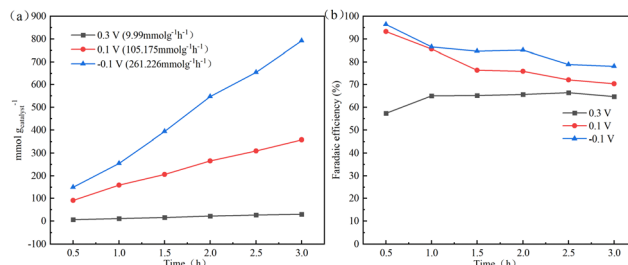 (a)
900
800
700
600
500
400
300
200
100
0
-100
mmol gcatalyst⁻¹
0.3 V (9.99mmolg⁻¹h⁻¹)
0.1 V (105.175mmolg⁻¹h⁻¹)
-0.1 V (261.226mmolg⁻¹h⁻¹)
0.5 1.0 1.5 2.0 2.5 3.0
Time（h）
(b)
100
90
80
70
60
50
40
30
20
10
0
Faradaic efficiency (%)
0.3 V
0.1 V
-0.1 V
0.5 1.0 1.5 2.0 2.5 3.0
Time（h）